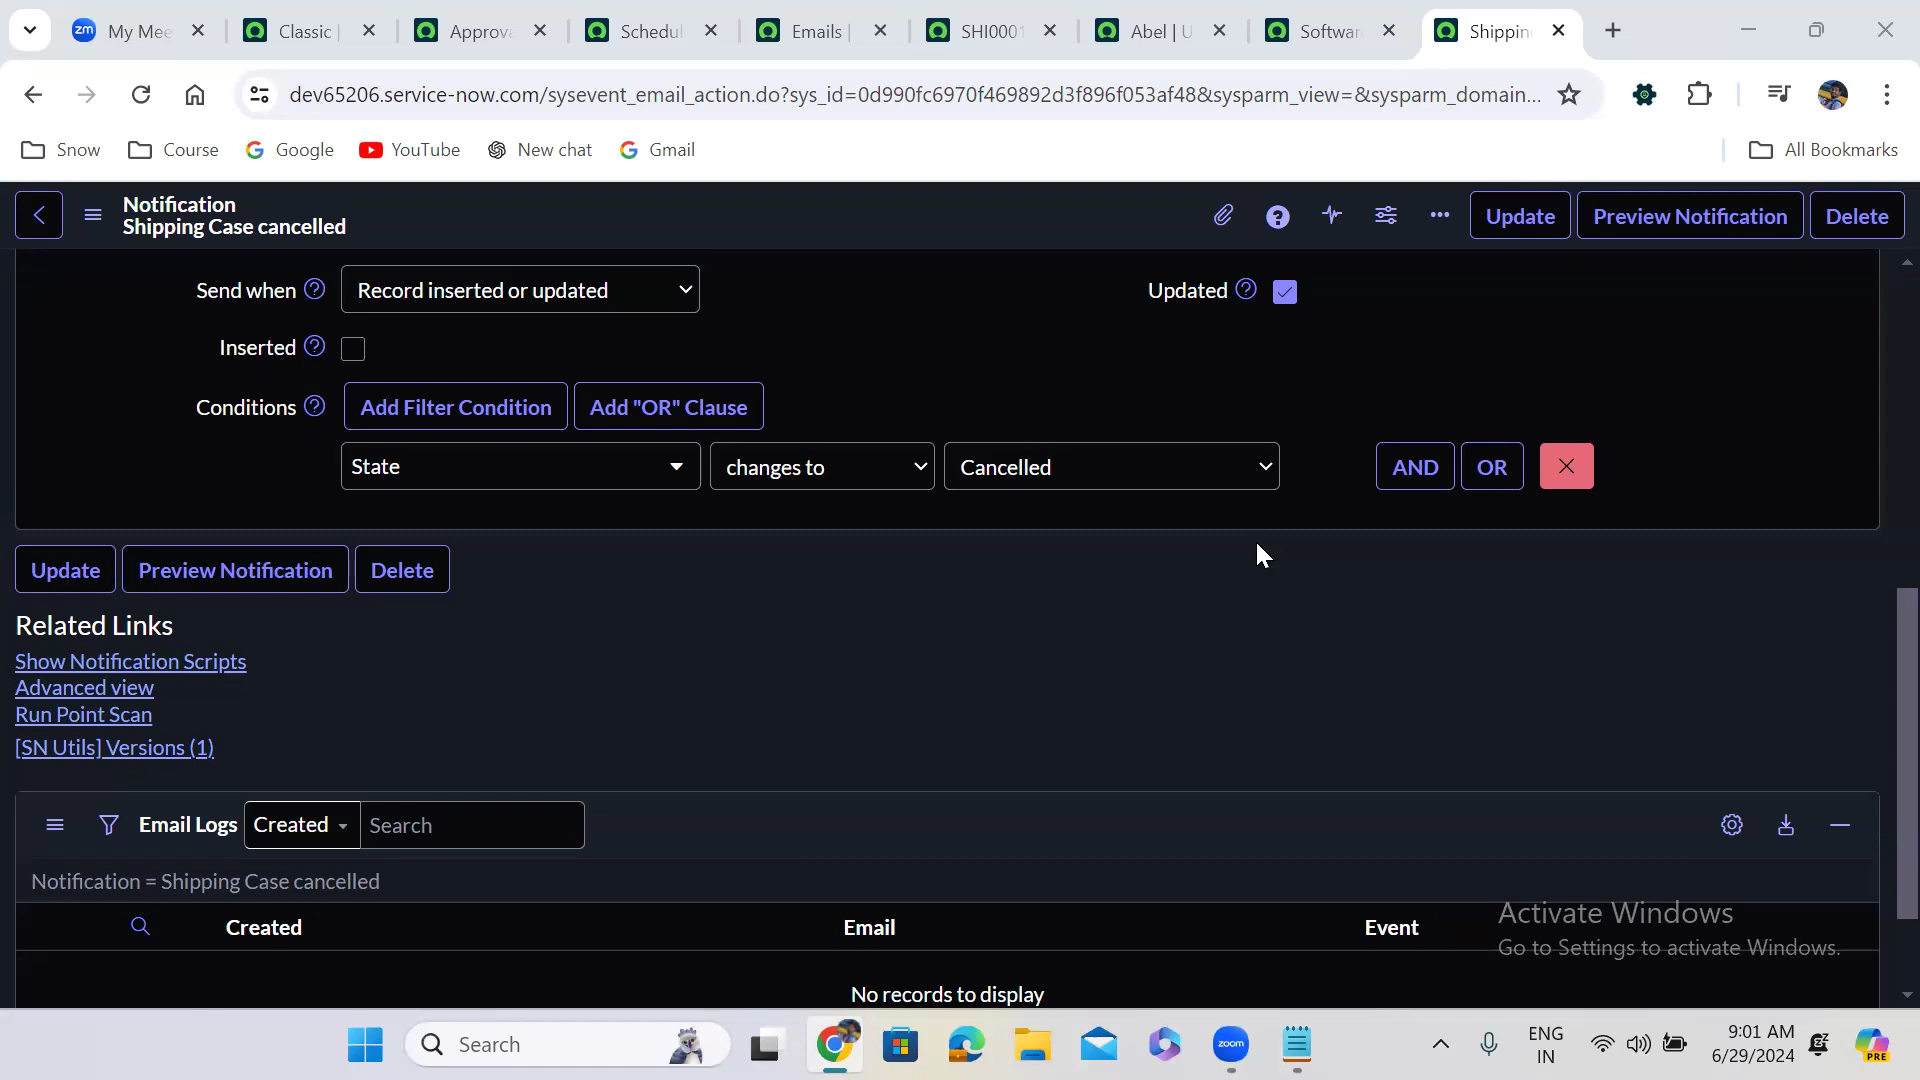 zm My Mee
Classic |
Approva
Schedul
Emails |
SHI0001
Abel | U
Softwar
Shippin
dev65206.service-now.com/sysevent_email_action.do?sys_id=0d990fc6970f469892d3f896f053af48&sysparm_view=&sysparm_domain...
Snow
Course
Google
YouTube
New chat
Gmail
All Bookmarks
Notification
Shipping Case cancelled
Update
Preview Notification
Delete
Send when
Record inserted or updated
Updated
Inserted
Conditions
Add Filter Condition
Add "OR" Clause
State
changes to
Cancelled
AND
OR
Update
Preview Notification
Delete
Related Links
Show Notification Scripts
Advanced view
Run Point Scan
[SN Utils] Versions (1)
Email Logs
Created
Search
Notification = Shipping Case cancelled
Created
Email
Event
No records to display
Activate Windows
Go to Settings to activate Windows.
Search
zoom
ENG
IN
9:01 AM
6/29/2024
PRE